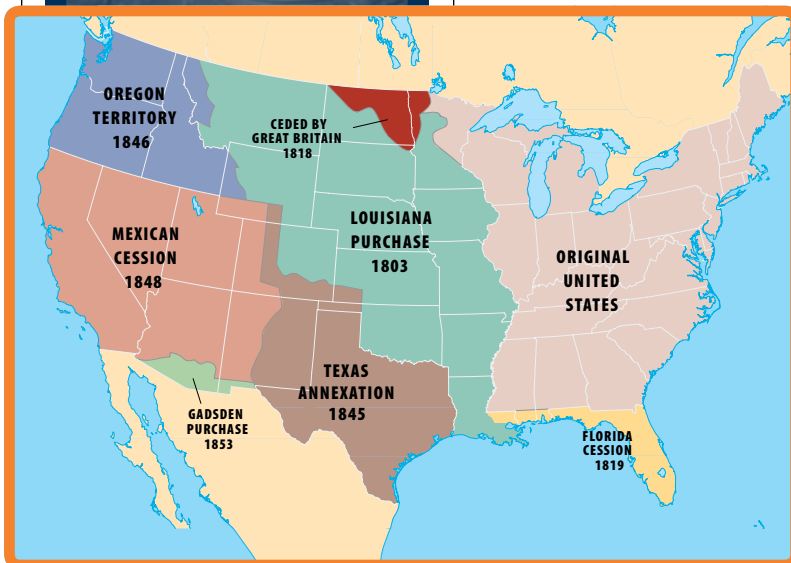 OREGON
TERRITORY
1846
CEDED BY
GREAT BRITAIN
1818
LOUISIANA
PURCHASE
1803
MEXICAN
CESSION
1848
ORIGINAL
UNITED
STATES
TEXAS
ANNEXATION
1845
GADSDEN
PURCHASE
1853
FLORIDA
CESSION
1819